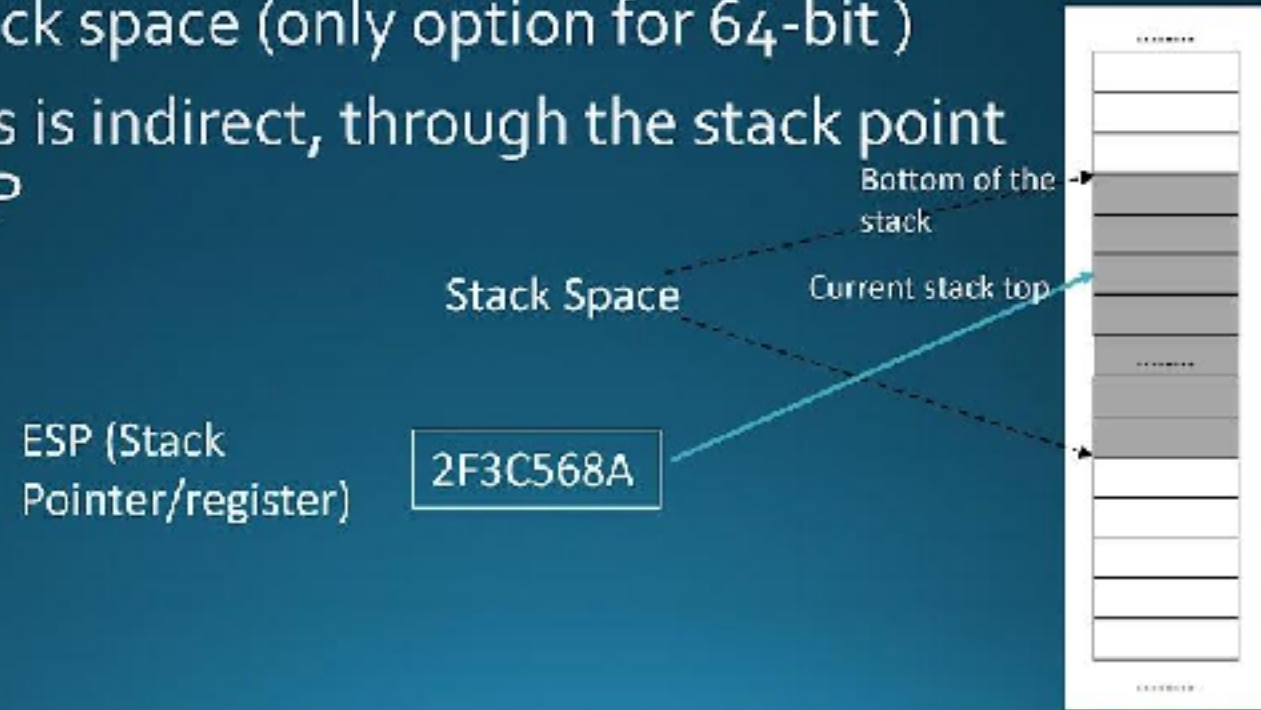 ck space (only option for 64-bit )
s is indirect, through the stack point
P
Bottom of the
stack
Stack Space
Current stack top
ESP (Stack
Pointer/register)
2F3C568A